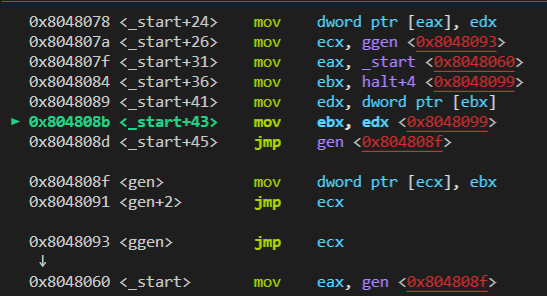 0x8048078 <_start+24> mov dword ptr [eax], edx
0x804807a <_start+26> mov ecx, ggen <0x8048093>
0x804807f <_start+31> mov eax, _start <0x8048060>
0x8048084 <_start+36> mov ebx, halt+4 <0x8048099>
0x8048089 <_start+41> mov edx, dword ptr [ebx]
► 0x804808b <_start+43> mov ebx, edx <0x8048099>
0x804808d <_start+45> jmp gen <0x804808f>
0x804808f <gen> mov dword ptr [ecx], ebx
0x8048091 <gen+2> jmp ecx
0x8048093 <ggen> jmp ecx
↓
0x8048060 <_start> mov eax, gen <0x804808f>